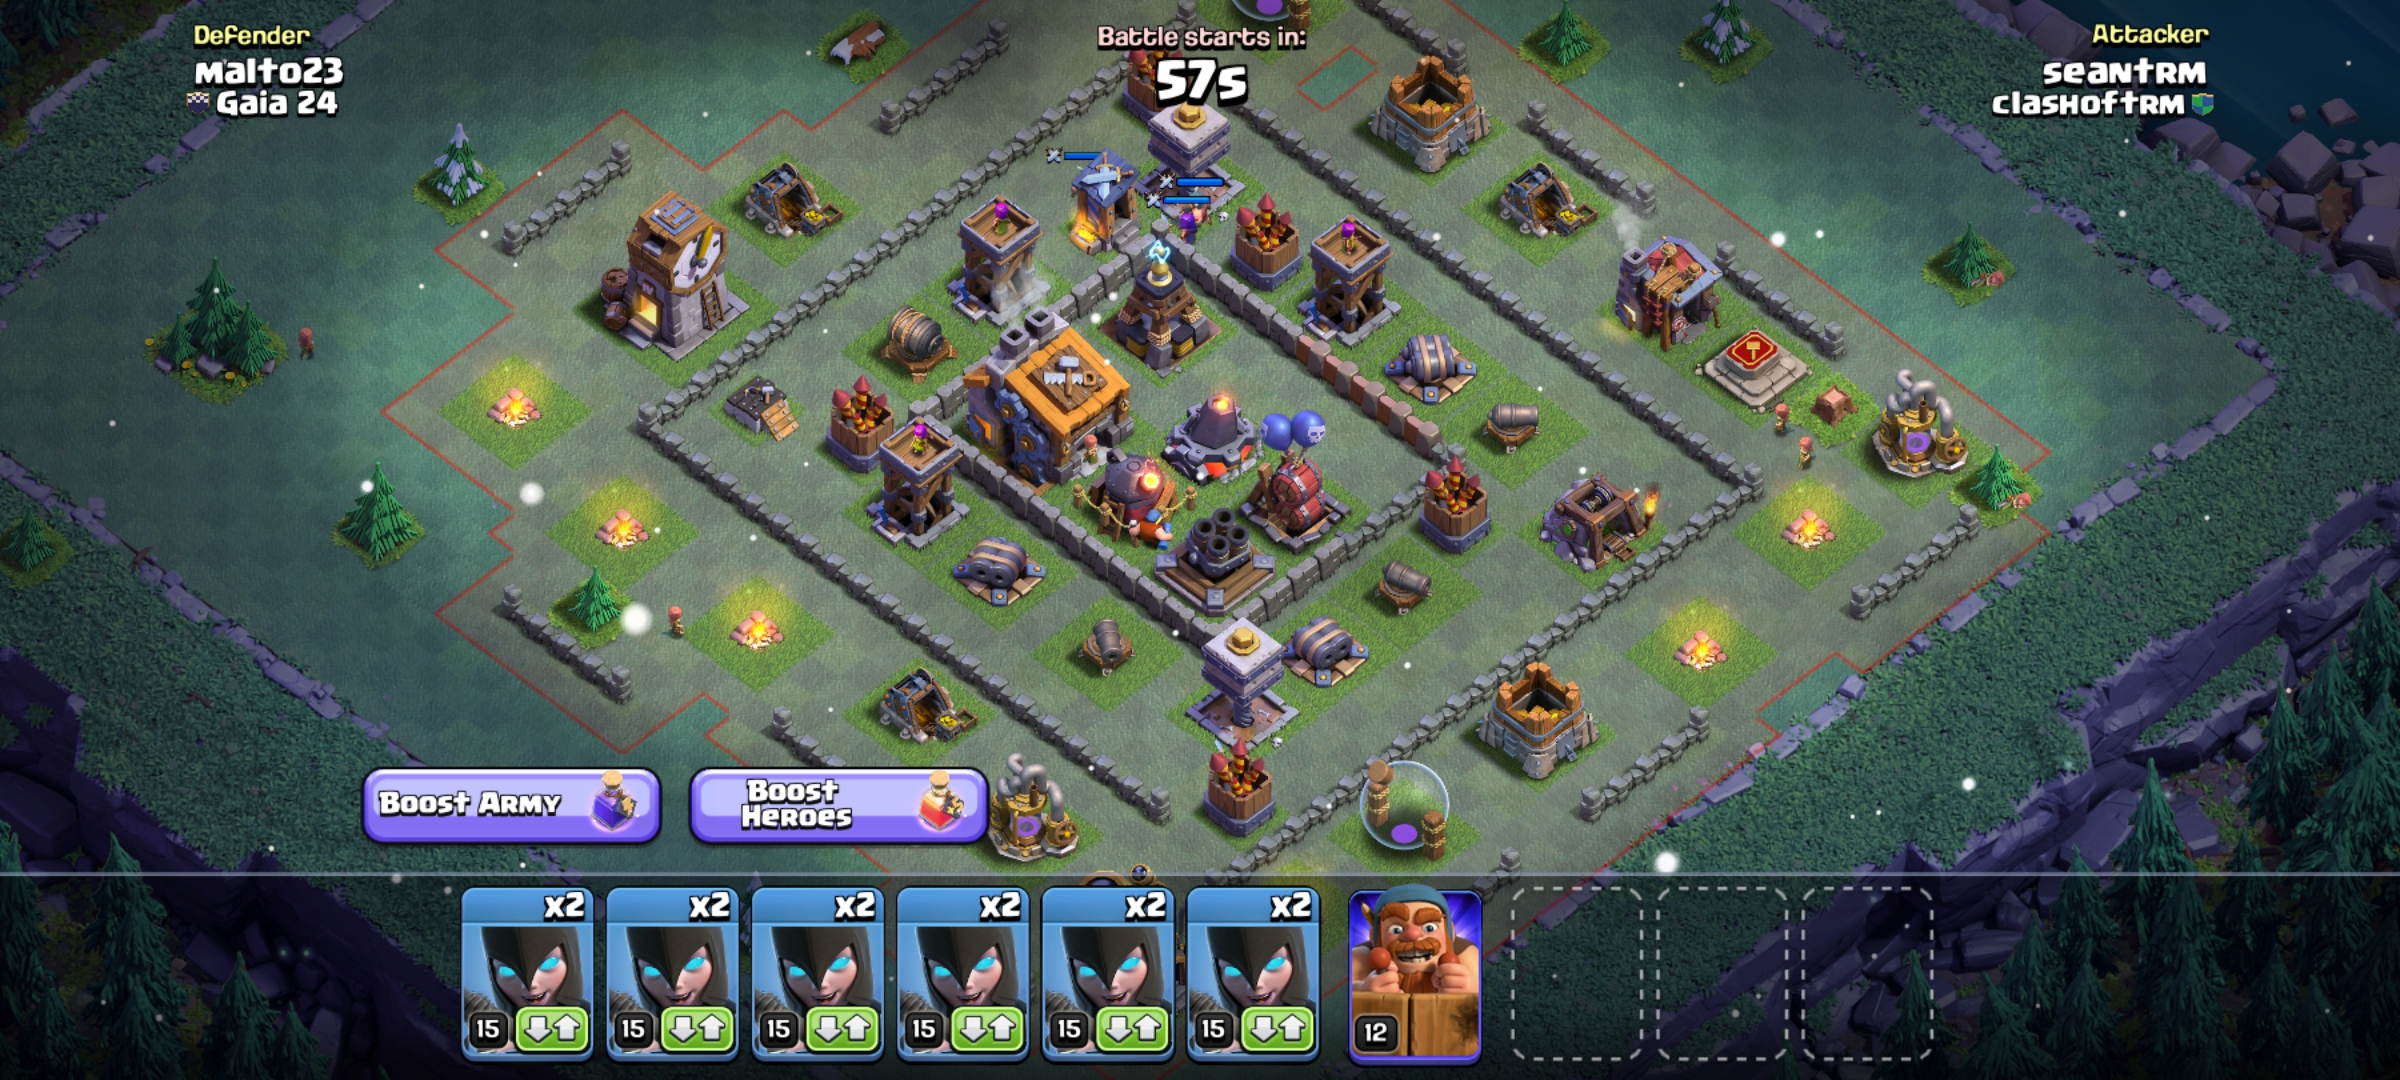 Defender
malto23
Gaia 24
Battle starts in:
57s
Attacker
seantRM
clashoftRM
Boost Army
Boost
Heroes
x2
x2
x2
x2
x2
x2
15
15
15
15
15
15
12